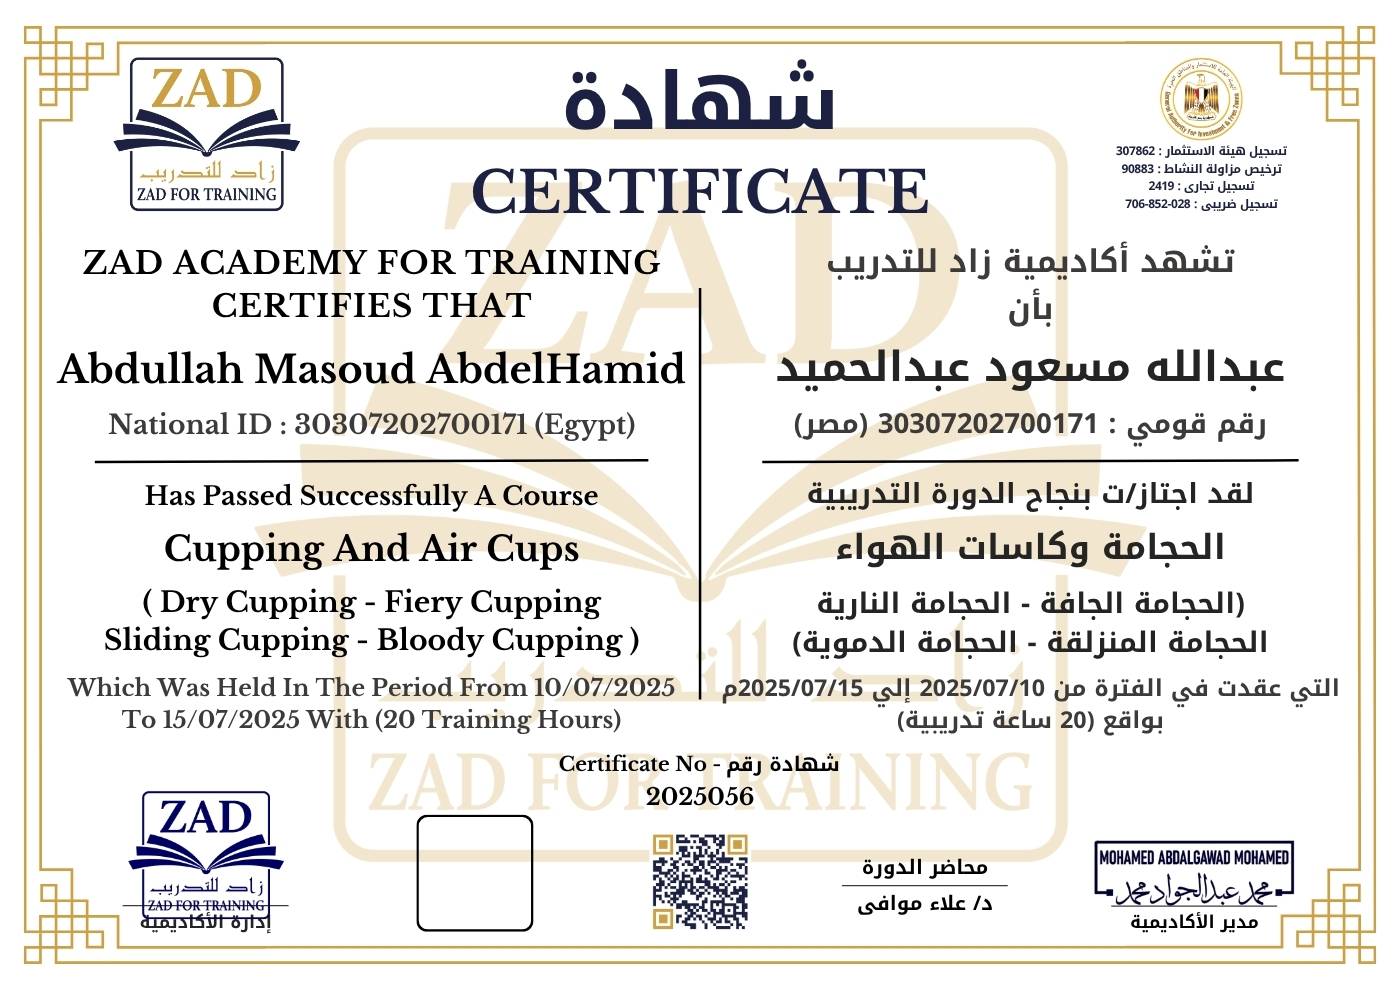 ZAD
زاد للتدريب
ZAD FOR TRAINING
شهادة
CERTIFICATE
General Authority For Investment & Free Zones
تسجيل هيئة الاستثمار : 307862
ترخيص مزاولة النشاط : 90883
تسجيل تجارى : 2419
تسجيل ضريبى : 028-852-706
ZAD ACADEMY FOR TRAINING
CERTIFIES THAT
Abdullah Masoud AbdelHamid
National ID : 30307202700171 (Egypt)
Has Passed Successfully A Course
Cupping And Air Cups
( Dry Cupping - Fiery Cupping
Sliding Cupping - Bloody Cupping )
Which Was Held In The Period From 10/07/2025
To 15/07/2025 With (20 Training Hours)
تشهد أكاديمية زاد للتدريب
بأن
عبدالله مسعود عبدالحميد
رقم قومي : 30307202700171 (مصر)
لقد اجتاز/ت بنجاح الدورة التدريبية
الحجامة وكاسات الهواء
(الحجامة الجافة - الحجامة النارية
الحجامة المنزلقة - الحجامة الدموية)
التي عقدت في الفترة من 2025/07/10 إلي 2025/07/15م
بواقع (20 ساعة تدريبية)
ZAD
زاد للتدريب
ZAD FOR TRAINING
Certificate No - شهادة رقم
2025056
ZAD
زاد للتدريب
ZAD FOR TRAINING
إدارة الأكاديمية
محاضر الدورة
د/ علاء موافى
MOHAMED ABDALGAWAD MOHAMED
محمد عبدالجواد محمد
مدير الأكاديمية